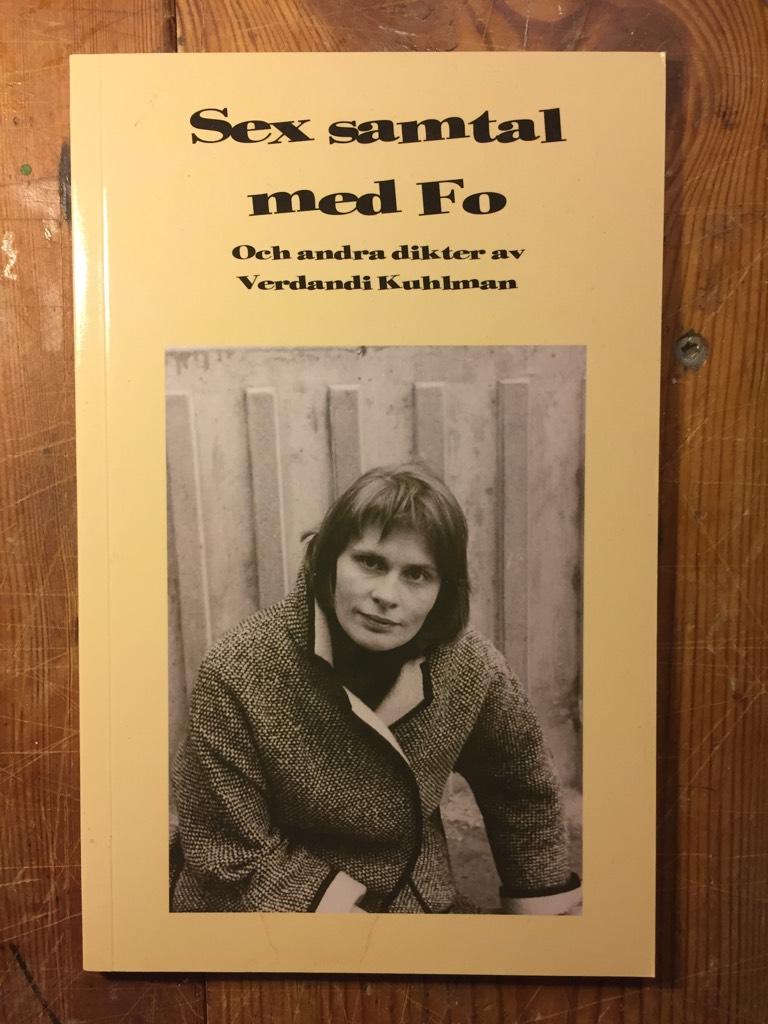 Sex samtal
med Fo
Och andra dikter av
Verdandi Kuhlman